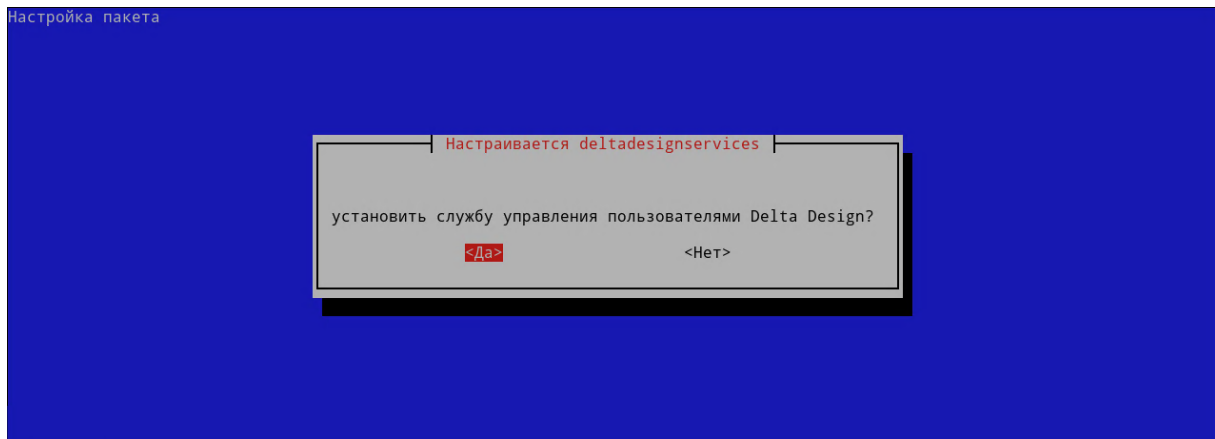 Настройка пакета
Настраивается deltadesignservices
установить службу управления пользователями Delta Design?
<Да> <Нет>